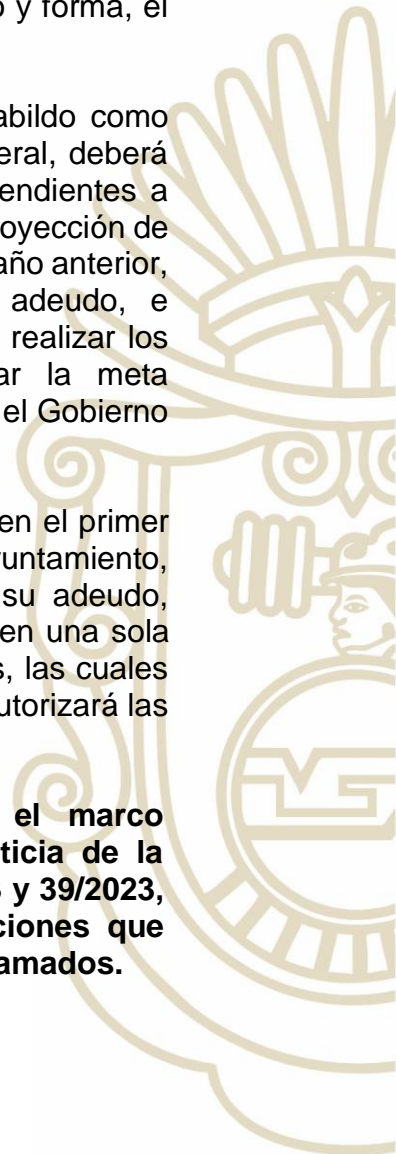 y forma, el
abildo como
eral, deberá
endientes a
oyección de
año anterior,
adeudo, e
realizar los
ar la meta
el Gobierno
en el primer
untamiento,
su adeudo,
en una sola
s, las cuales
utorizará las
el marco
ticia de la
y 39/2023,
ciones que
amados.